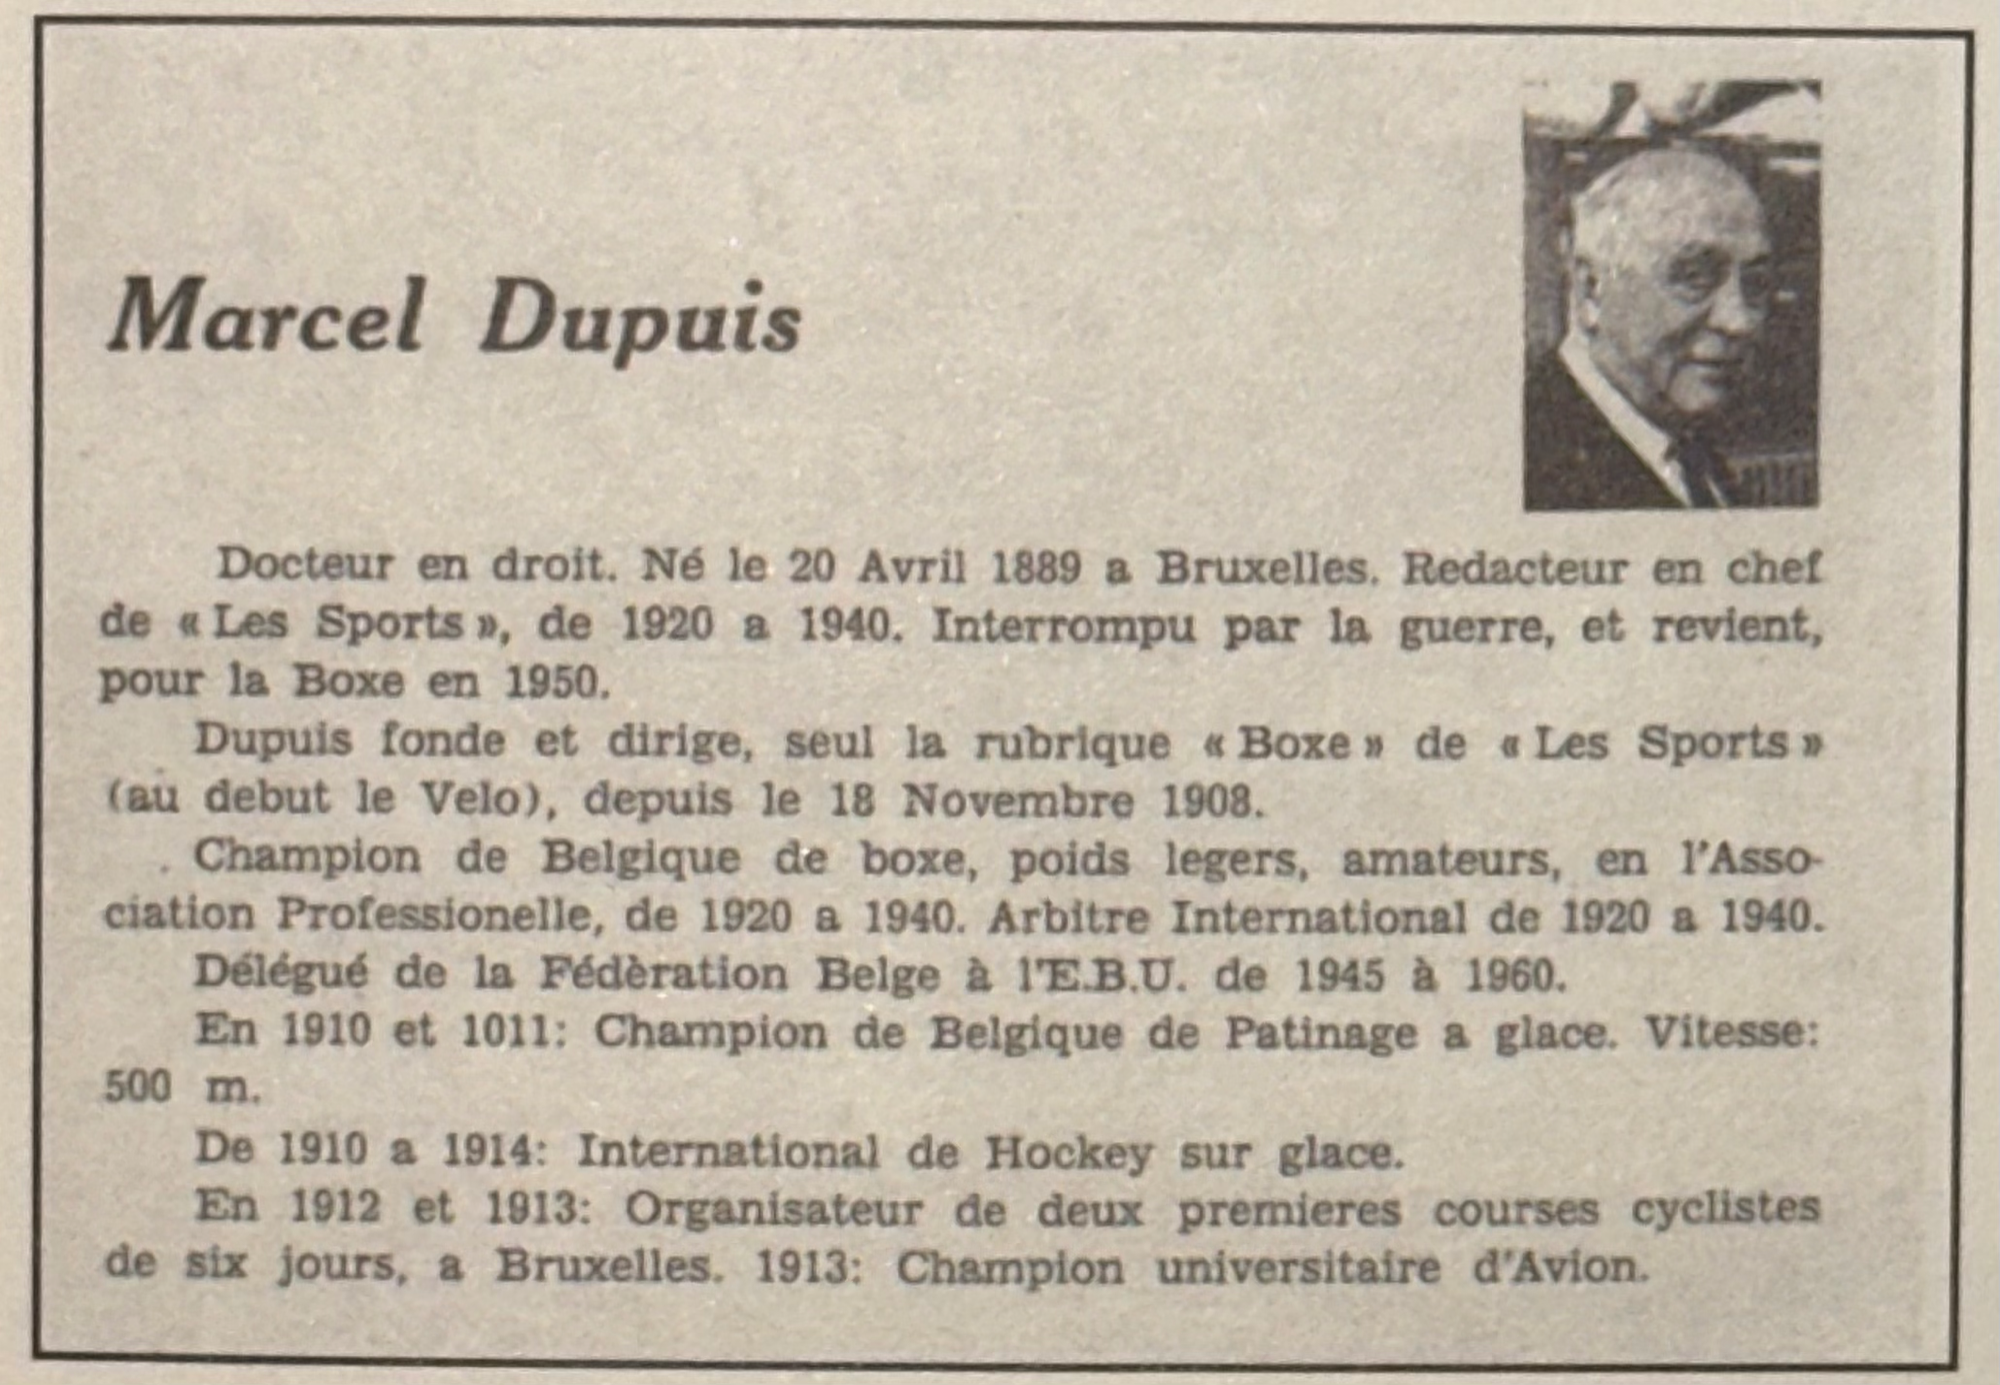 Marcel Dupuis
Docteur en droit. Né le 20 Avril 1889 a Bruxelles. Redacteur en chef
de « Les Sports », de 1920 a 1940. Interrompu par la guerre, et revient,
pour la Boxe en 1950.
Dupuis fonde et dirige, seul la rubrique « Boxe » de « Les Sports »
(au debut le Velo), depuis le 18 Novembre 1908.
Champion de Belgique de boxe, poids legers, amateurs, en l'Asso-
ciation Professionelle, de 1920 a 1940. Arbitre International de 1920 a 1940.
Délégué de la Fédèration Belge à l'E.B.U. de 1945 à 1960.
En 1910 et 1011: Champion de Belgique de Patinage a glace. Vitesse:
500 m.
De 1910 a 1914: International de Hockey sur glace.
En 1912 et 1913: Organisateur de deux premieres courses cyclistes
de six jours, a Bruxelles. 1913: Champion universitaire d'Avion.